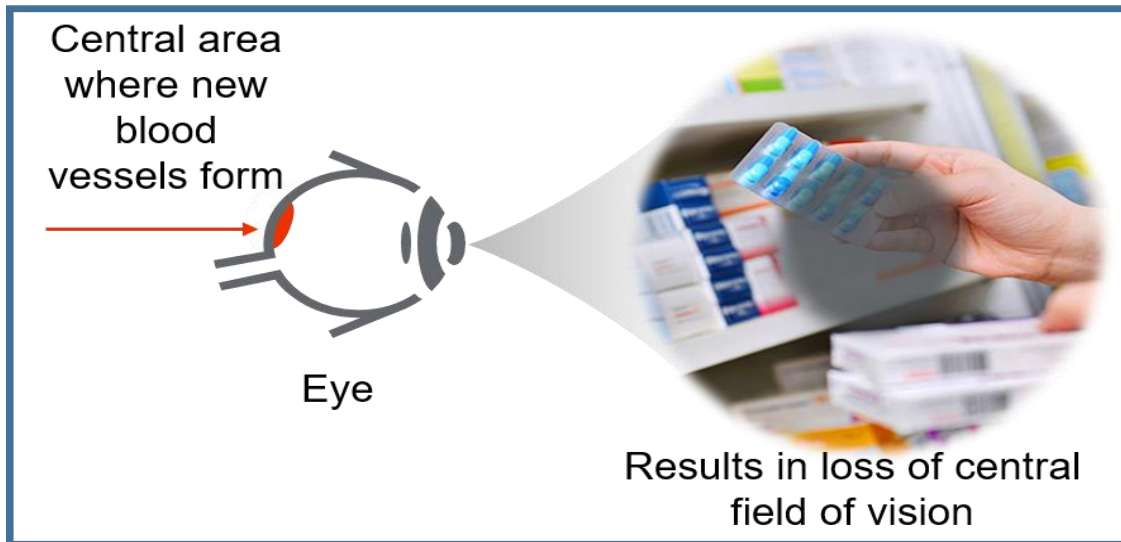 Central area
where new
blood
vessels form
Eye
Results in loss of central
field of vision